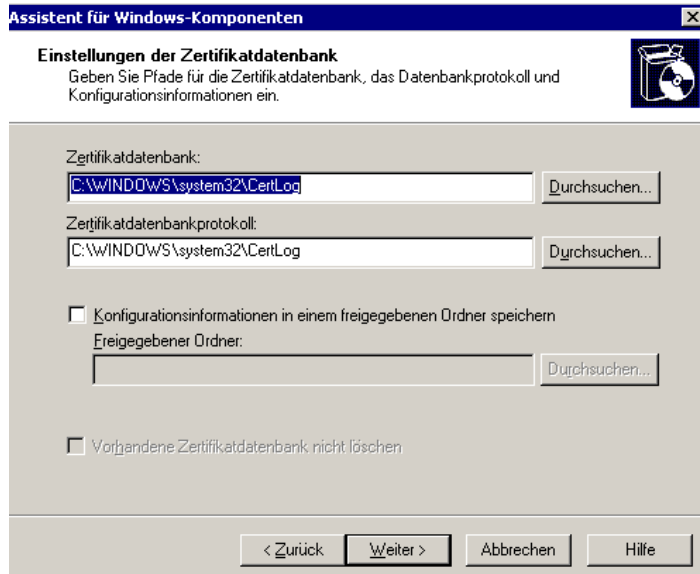 Assistent für Windows-Komponenten
Einstellungen der Zertifikatdatenbank
Geben Sie Pfade für die Zertifikatdatenbank, das Datenbankprotokoll und
Konfigurationsinformationen ein.
Zertifikatdatenbank:
C:\WINDOWS\system32\CertLog
Durchsuchen...
Zertifikatdatenbankprotokoll:
C:\WINDOWS\system32\CertLog
Durchsuchen...
Konfigurationsinformationen in einem freigegebenen Ordner speichern
Freigegebener Ordner:
Durchsuchen...
Vorhandene Zertifikatdatenbank nicht löschen
< Zurück Weiter > Abbrechen Hilfe